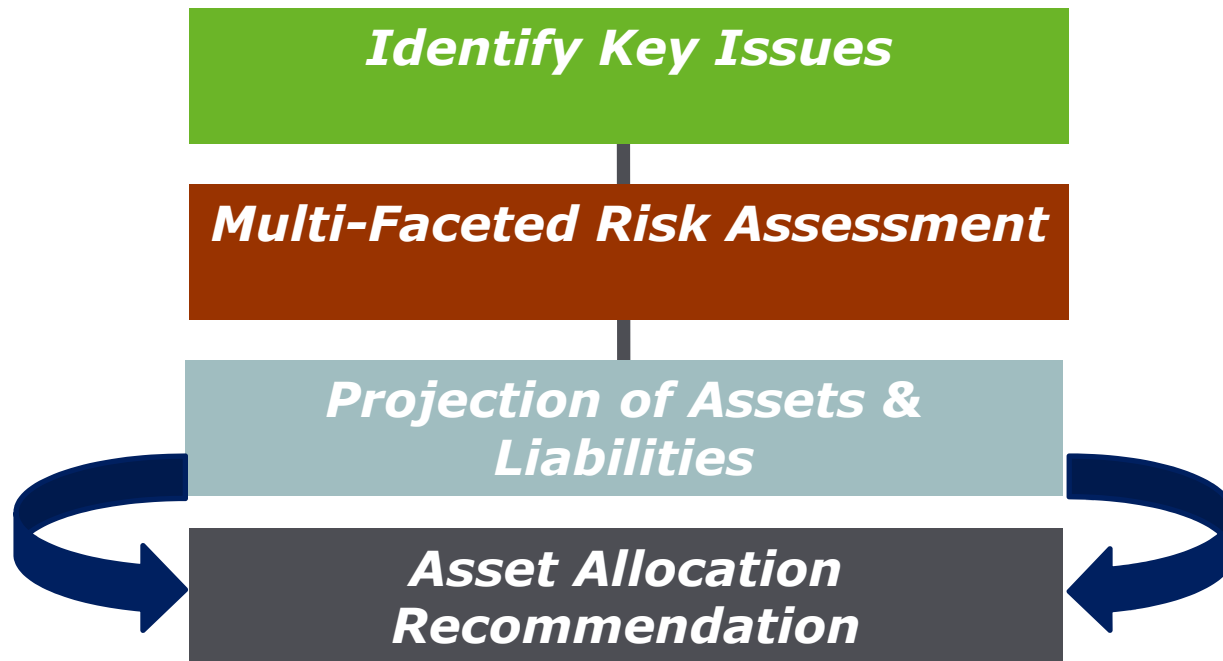 Identify Key Issues
Multi-Faceted Risk Assessment
Projection of Assets &
Liabilities
Asset Allocation
Recommendation